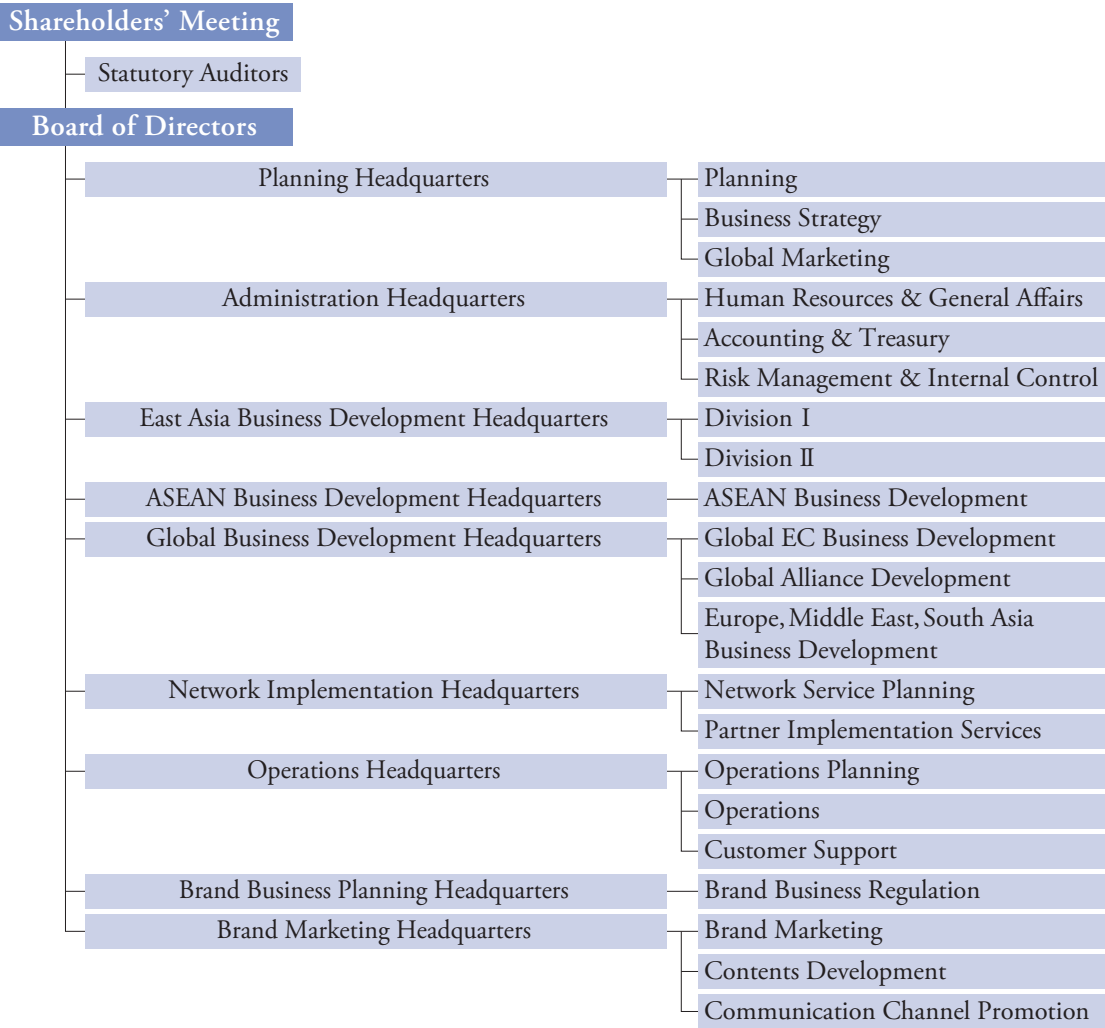 Shareholders’ Meeting
Statutory Auditors
Board of Directors
Planning Headquarters
Planning
Business Strategy
Global Marketing
Administration Headquarters
Human Resources & General Affairs
Accounting & Treasury
Risk Management & Internal Control
East Asia Business Development Headquarters
Division Ⅰ
Division Ⅱ
ASEAN Business Development Headquarters
ASEAN Business Development
Global Business Development Headquarters
Global EC Business Development
Global Alliance Development
Europe, Middle East, South Asia
Business Development
Network Implementation Headquarters
Network Service Planning
Partner Implementation Services
Operations Headquarters
Operations Planning
Operations
Customer Support
Brand Business Planning Headquarters
Brand Business Regulation
Brand Marketing Headquarters
Brand Marketing
Contents Development
Communication Channel Promotion